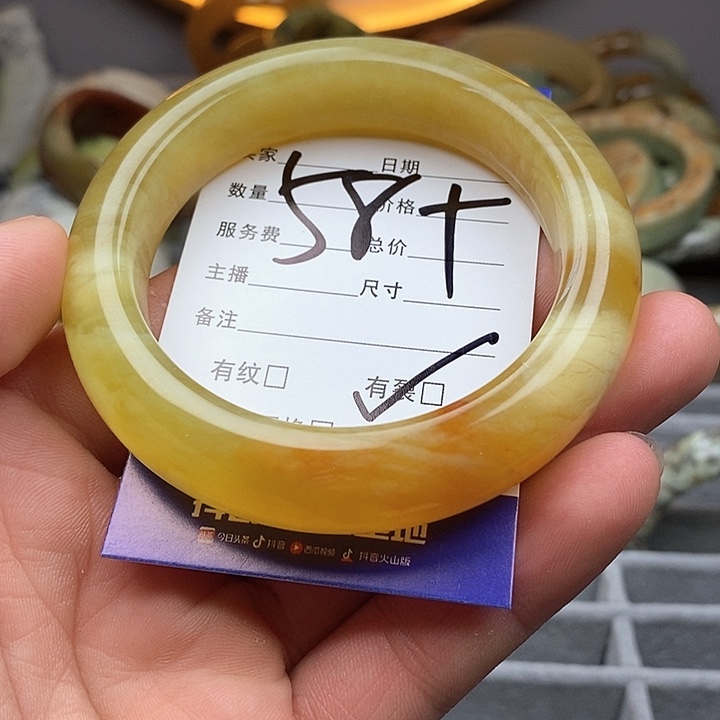 家 日期
数量 58+ 价格
服务费 总价
主播 尺寸
备注
有纹□ 有裂□
今日头条 抖音 西瓜视频 抖音火山版